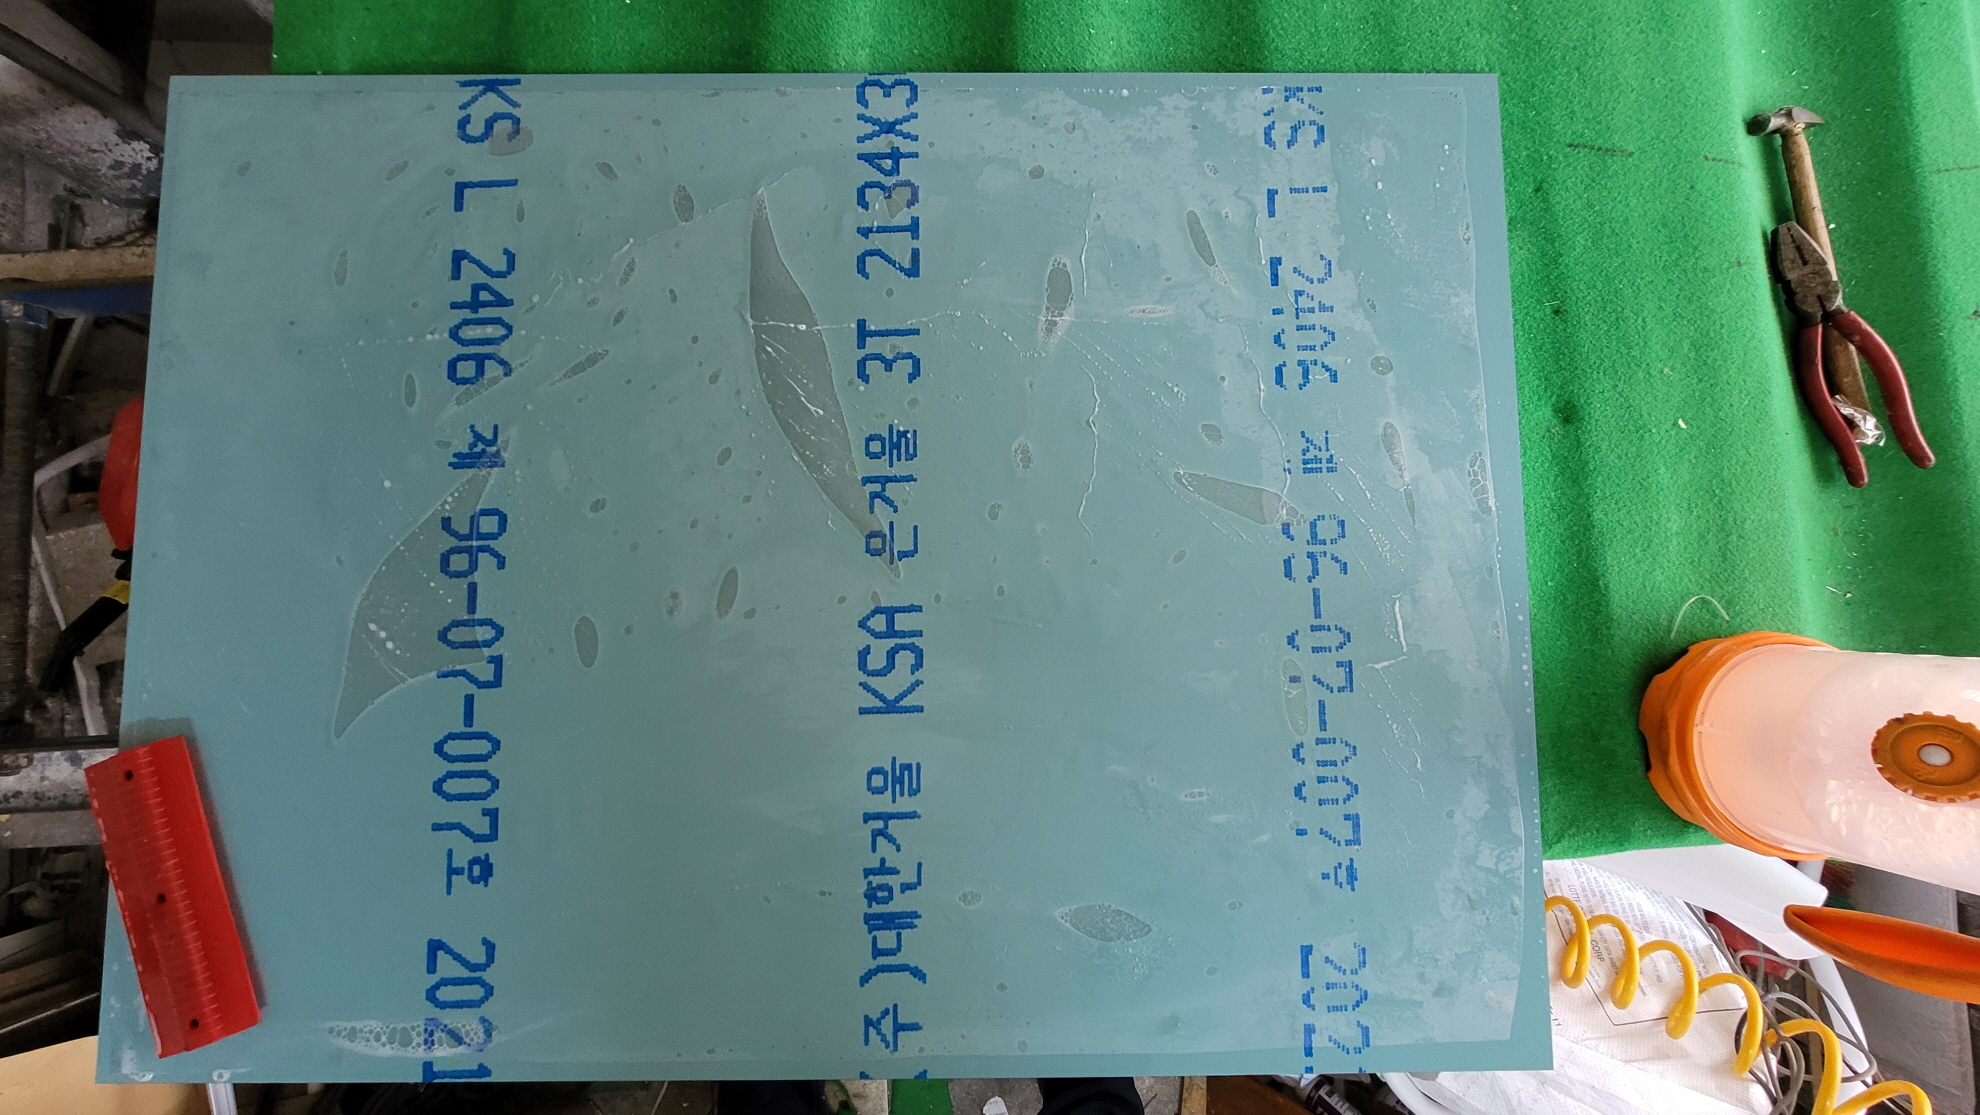 KS L 2406 제 96-07-007호 2021
(주)대한거울 KSA 은거울 3T 2134X3
KS L 2406 제 96-07-007호 202